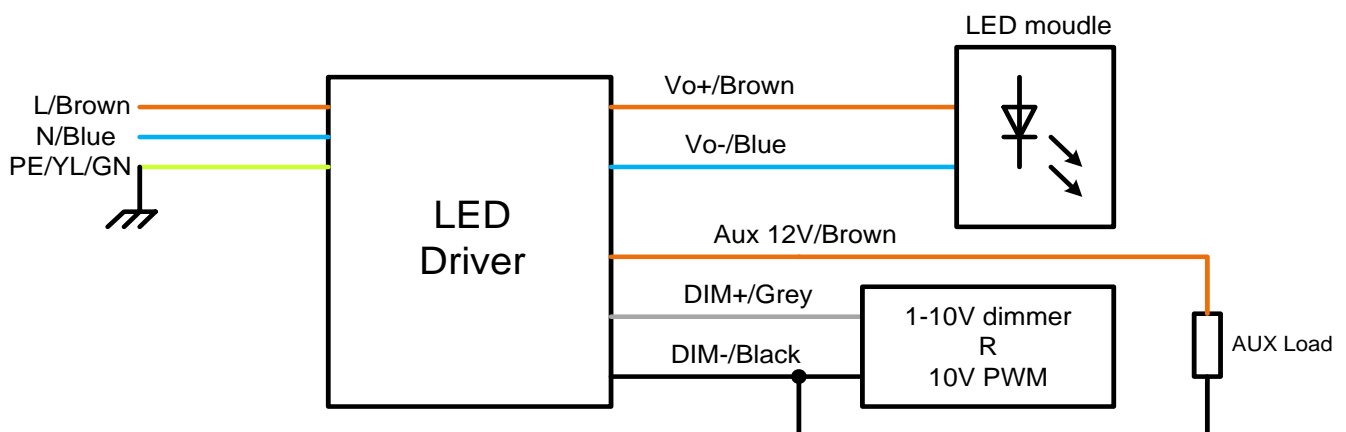 LED moudle
L/Brown
N/Blue
PE/YL/GN
LED
Driver
Vo+/Brown
Vo-/Blue
Aux 12V/Brown
DIM+/Grey
DIM-/Black
1-10V dimmer
R
10V PWM
AUX Load